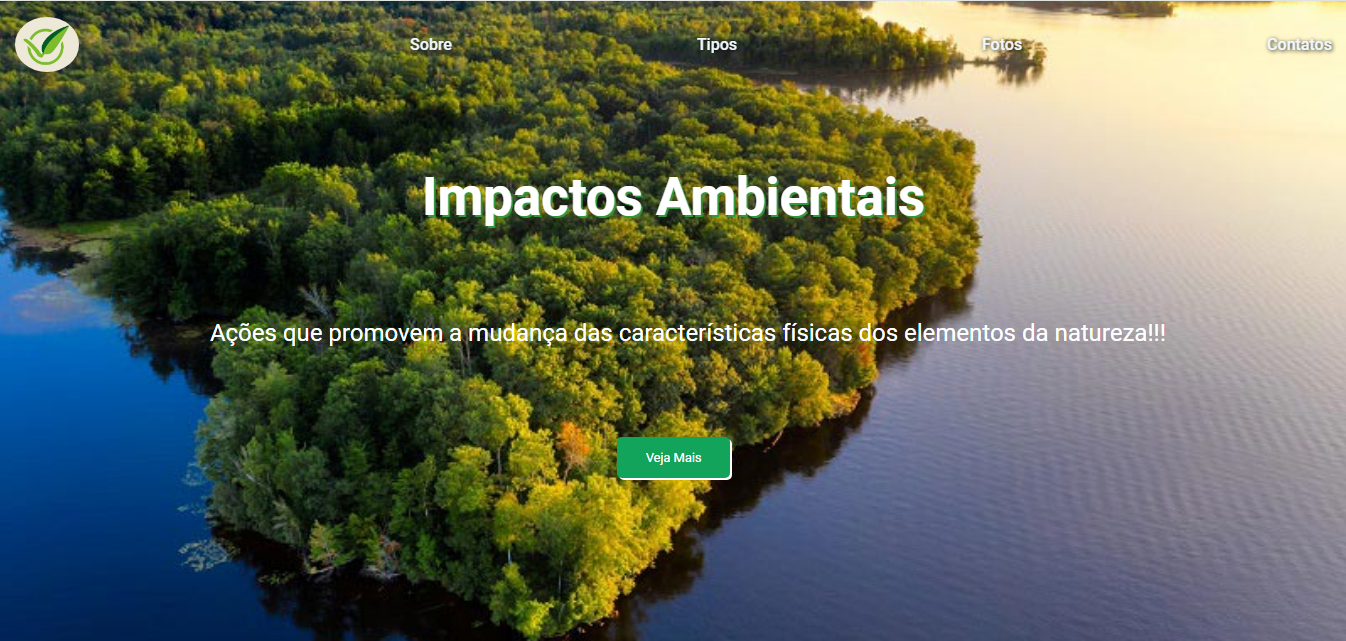 Sobre Tipos Fotos Contatos
Impactos Ambientais
Ações que promovem a mudança das características físicas dos elementos da natureza!!!
Veja Mais